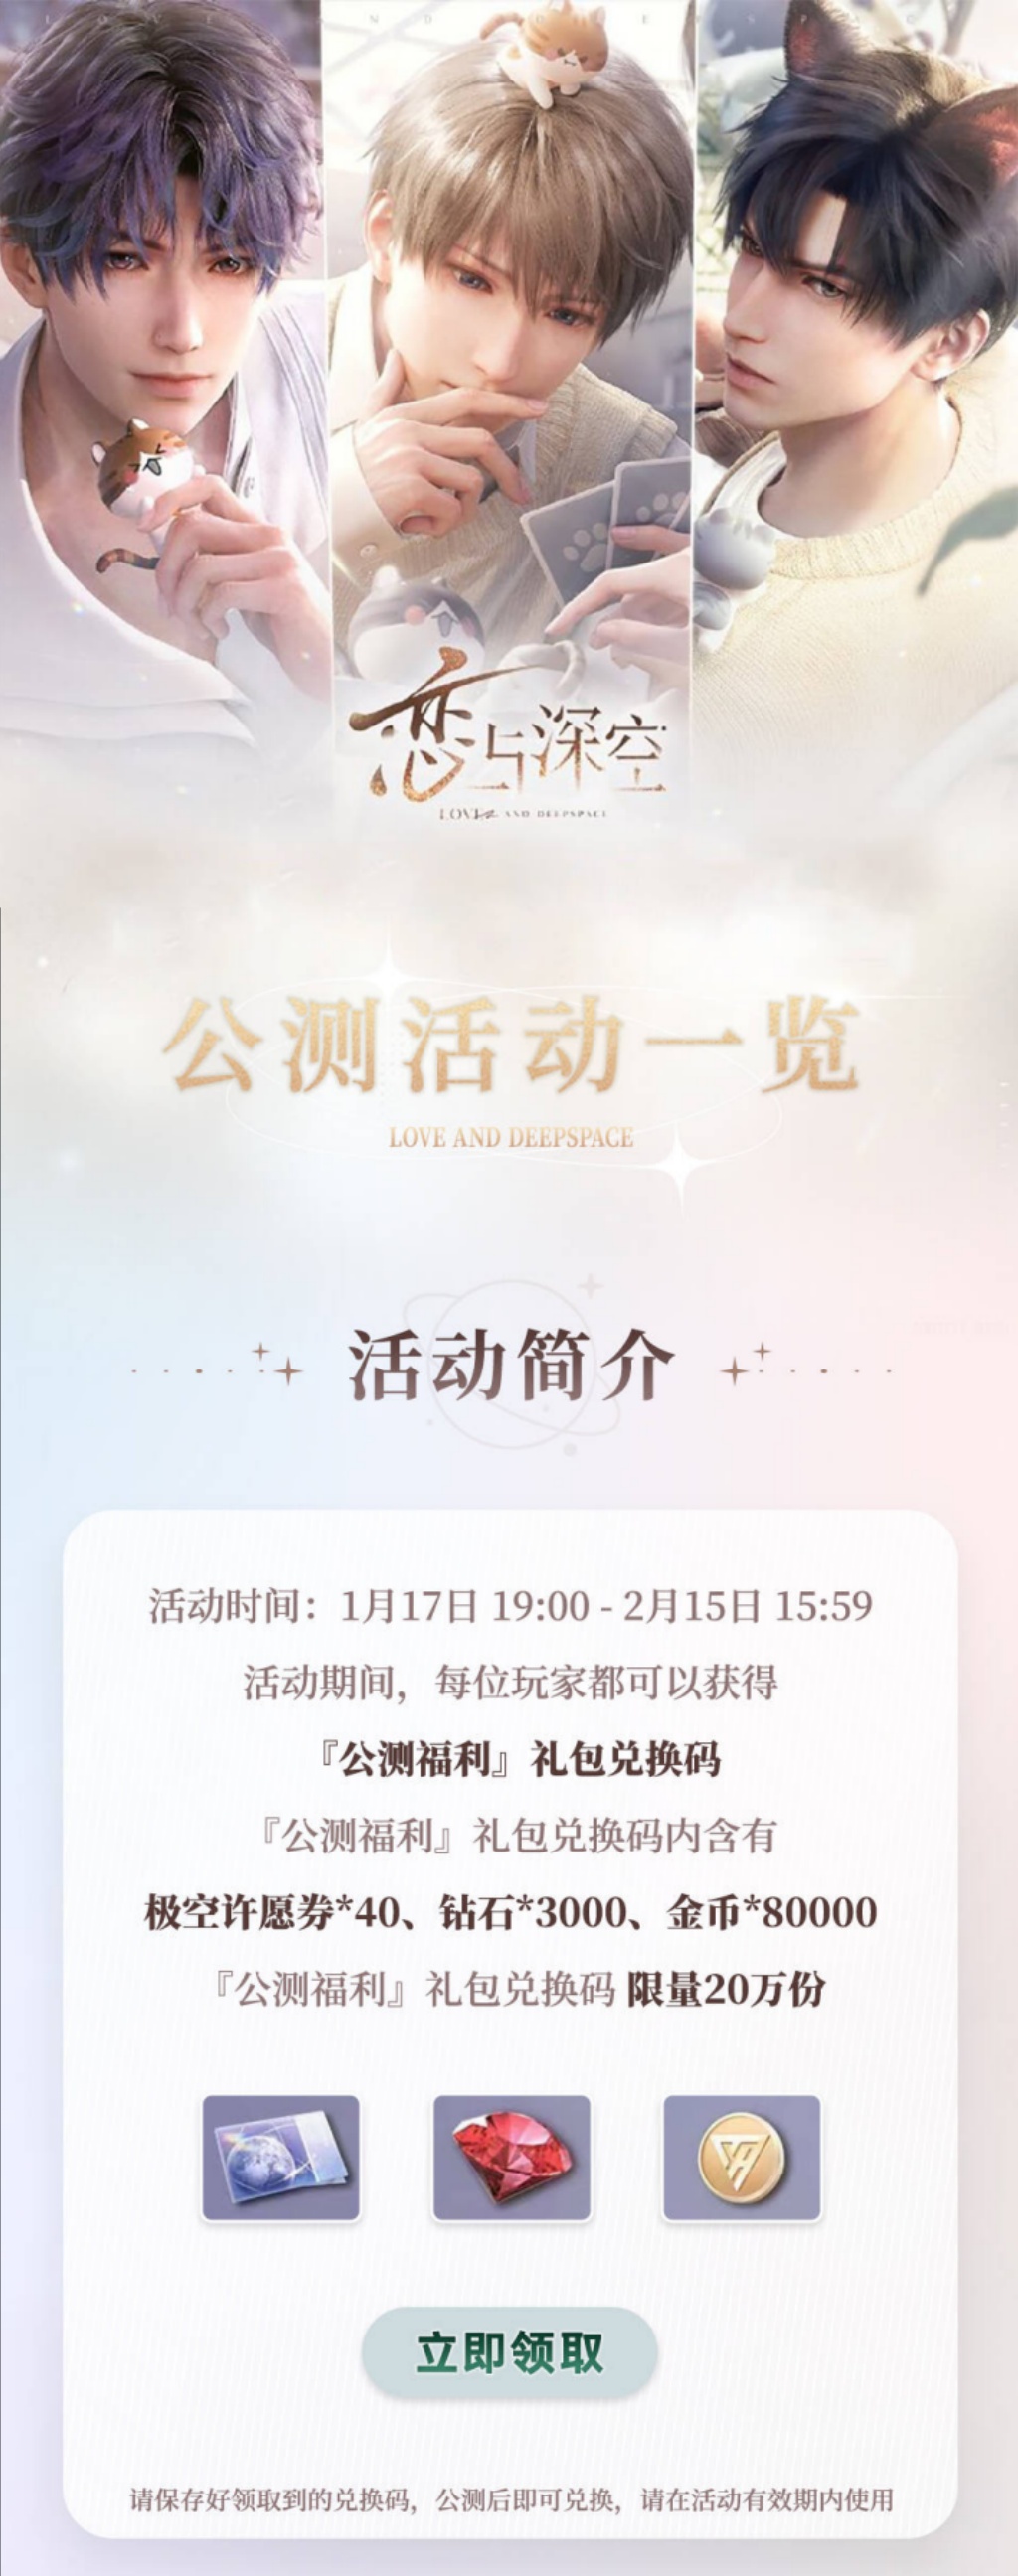 恋与深空
LOVE AND DEEPSPACE
公测活动一览
LOVE AND DEEPSPACE
活动简介
活动时间：1月17日 19:00 - 2月15日 15:59
活动期间，每位玩家都可以获得
『公测福利』礼包兑换码
『公测福利』礼包兑换码内含有
极空许愿券*40、钻石*3000、金币*80000
『公测福利』礼包兑换码 限量20万份
立即领取
请保存好领取到的兑换码，公测后即可兑换，请在活动有效期内使用